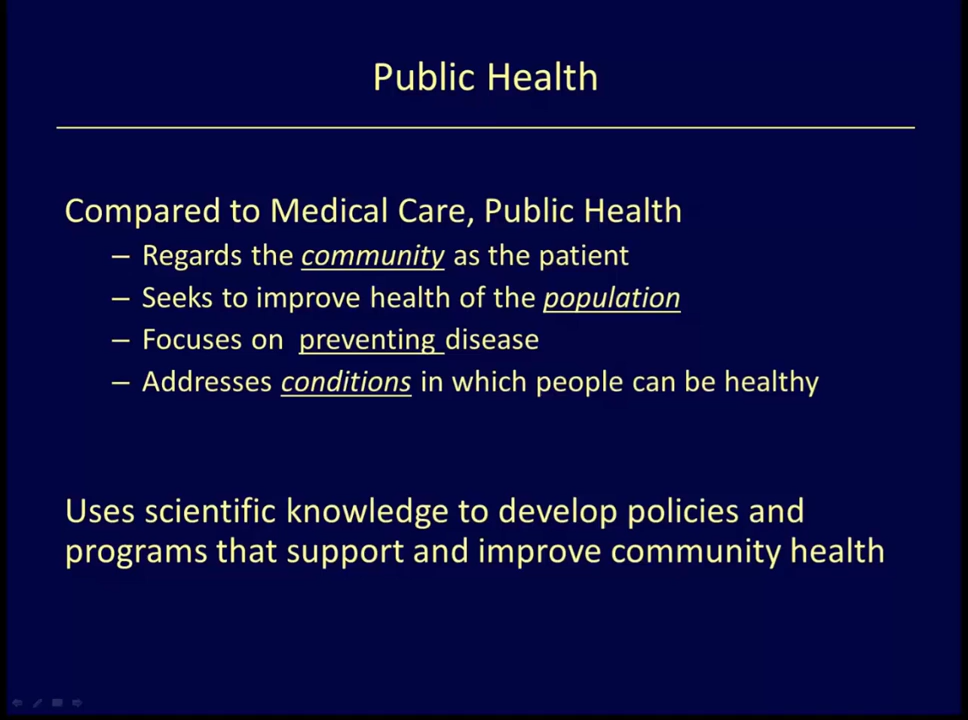 Public Health
Compared to Medical Care, Public Health
– Regards the community as the patient
– Seeks to improve health of the population
– Focuses on preventing disease
– Addresses conditions in which people can be healthy
Uses scientific knowledge to develop policies and
programs that support and improve community health